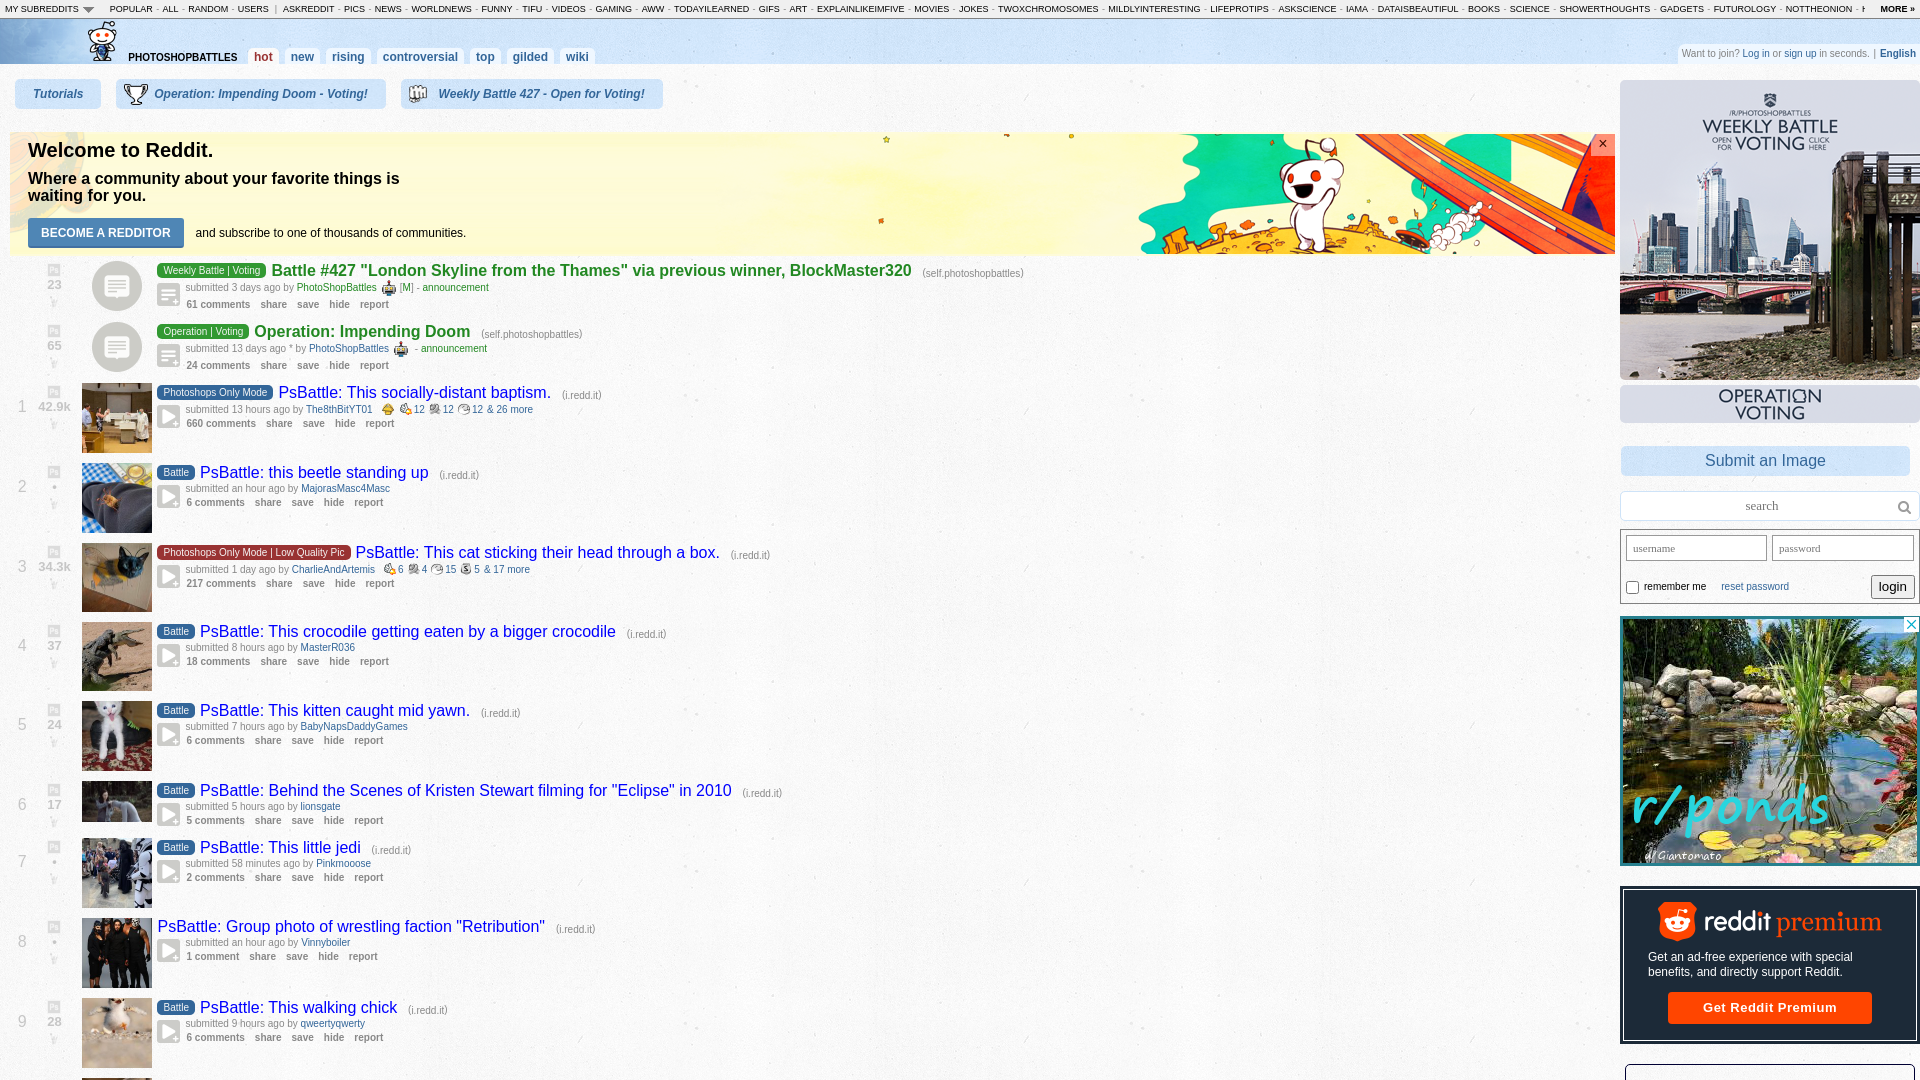 MY SUBREDDITS POPULAR - ALL - RANDOM - USERS | ASKREDDIT - PICS - NEWS - WORLDNEWS - FUNNY - TIFU - VIDEOS - GAMING - AWW - TODAYILEARNED - GIFS - ART - EXPLAINLIKEIMFIVE - MOVIES - JOKES - TWOXCHROMOSOMES - MILDLYINTERESTING - LIFEPROTIPS - ASKSCIENCE - IAMA - DATAISBEAUTIFUL - BOOKS - SCIENCE - SHOWERTHOUGHTS - GADGETS - FUTUROLOGY - NOTTHEONION - MORE »
PHOTOSHOPBATTLES hot new rising controversial top gilded wiki
Want to join? Log in or sign up in seconds. | English
Tutorials
Operation: Impending Doom - Voting!
Weekly Battle 427 - Open for Voting!
Welcome to Reddit.
Where a community about your favorite things is
waiting for you.
BECOME A REDDITOR and subscribe to one of thousands of communities.
×
23
Weekly Battle | Voting Battle #427 "London Skyline from the Thames" via previous winner, BlockMaster320 (self.photoshopbattles)
submitted 3 days ago by PhotoShopBattles [M] - announcement
61 comments share save hide report
65
Operation | Voting Operation: Impending Doom (self.photoshopbattles)
submitted 13 days ago * by PhotoShopBattles - announcement
24 comments share save hide report
1 42.9k
Photoshops Only Mode PsBattle: This socially-distant baptism. (i.redd.it)
submitted 13 hours ago by The8thBitYT01 12 12 12 & 26 more
660 comments share save hide report
2 •
Battle PsBattle: this beetle standing up (i.redd.it)
submitted an hour ago by MajorasMasc4Masc
6 comments share save hide report
3 34.3k
Photoshops Only Mode | Low Quality Pic PsBattle: This cat sticking their head through a box. (i.redd.it)
submitted 1 day ago by CharlieAndArtemis 6 4 15 5 & 17 more
217 comments share save hide report
4 37
Battle PsBattle: This crocodile getting eaten by a bigger crocodile (i.redd.it)
submitted 8 hours ago by MasterR036
18 comments share save hide report
5 24
Battle PsBattle: This kitten caught mid yawn. (i.redd.it)
submitted 7 hours ago by BabyNapsDaddyGames
6 comments share save hide report
6 17
Battle PsBattle: Behind the Scenes of Kristen Stewart filming for "Eclipse" in 2010 (i.redd.it)
submitted 5 hours ago by lionsgate
5 comments share save hide report
7 •
Battle PsBattle: This little jedi (i.redd.it)
submitted 58 minutes ago by Pinkmooose
2 comments share save hide report
8 •
PsBattle: Group photo of wrestling faction "Retribution" (i.redd.it)
submitted an hour ago by Vinnyboiler
1 comment share save hide report
9 28
Battle PsBattle: This walking chick (i.redd.it)
submitted 9 hours ago by qweertyqwerty
6 comments share save hide report
/R/PHOTOSHOPBATTLES
WEEKLY BATTLE
OPEN FOR VOTING CLICK HERE
427
OPERATION
VOTING
Submit an Image
search
username password
remember me reset password login
r/ponds
u/Giantomato
reddit premium
Get an ad-free experience with special
benefits, and directly support Reddit.
Get Reddit Premium